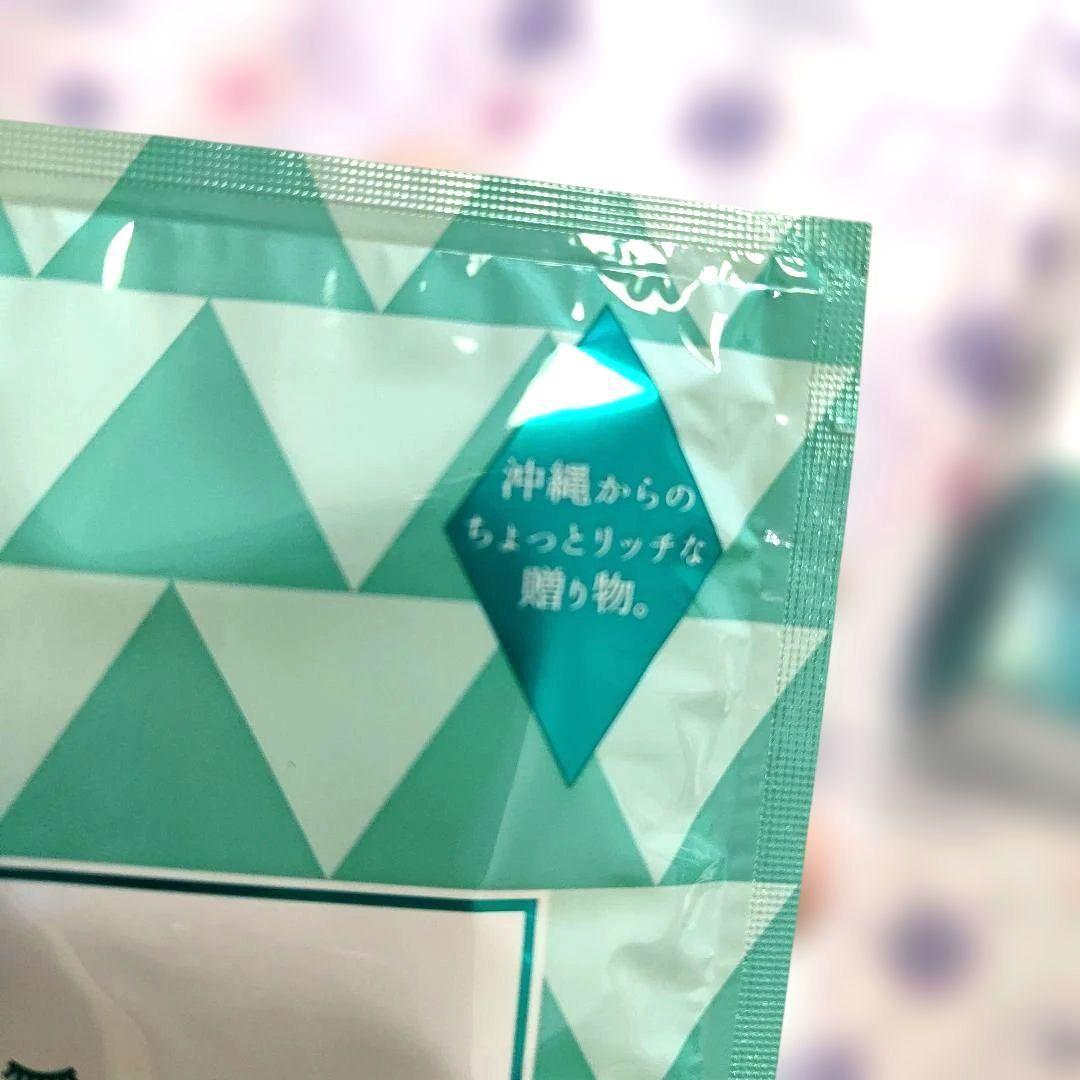 沖縄からの
ちょっとリッチな
贈り物。